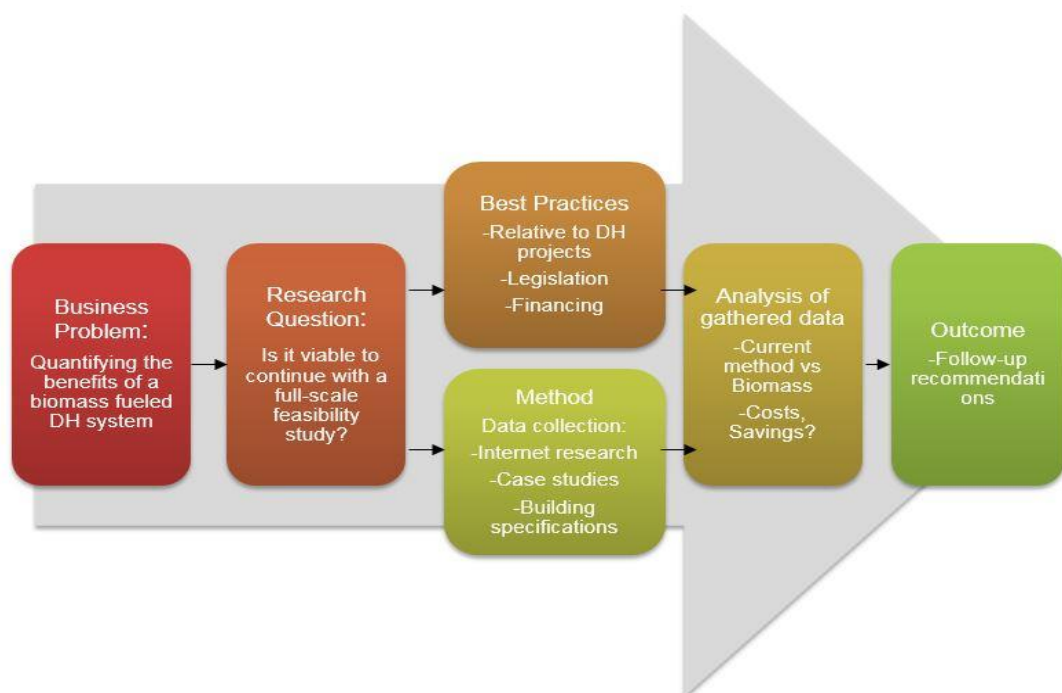 Business
Problem:
Quantifying the
benefits of a
biomass fueled
DH system
Research
Question:
Is it viable to
continue with a
full-scale
feasibility
study?
Best Practices
-Relative to DH
projects
-Legislation
-Financing
Method
Data collection:
-Internet research
-Case studies
-Building
specifications
Analysis of
gathered data
-Current
method vs
Biomass
-Costs,
Savings?
Outcome
-Follow-up
recommendati
ons